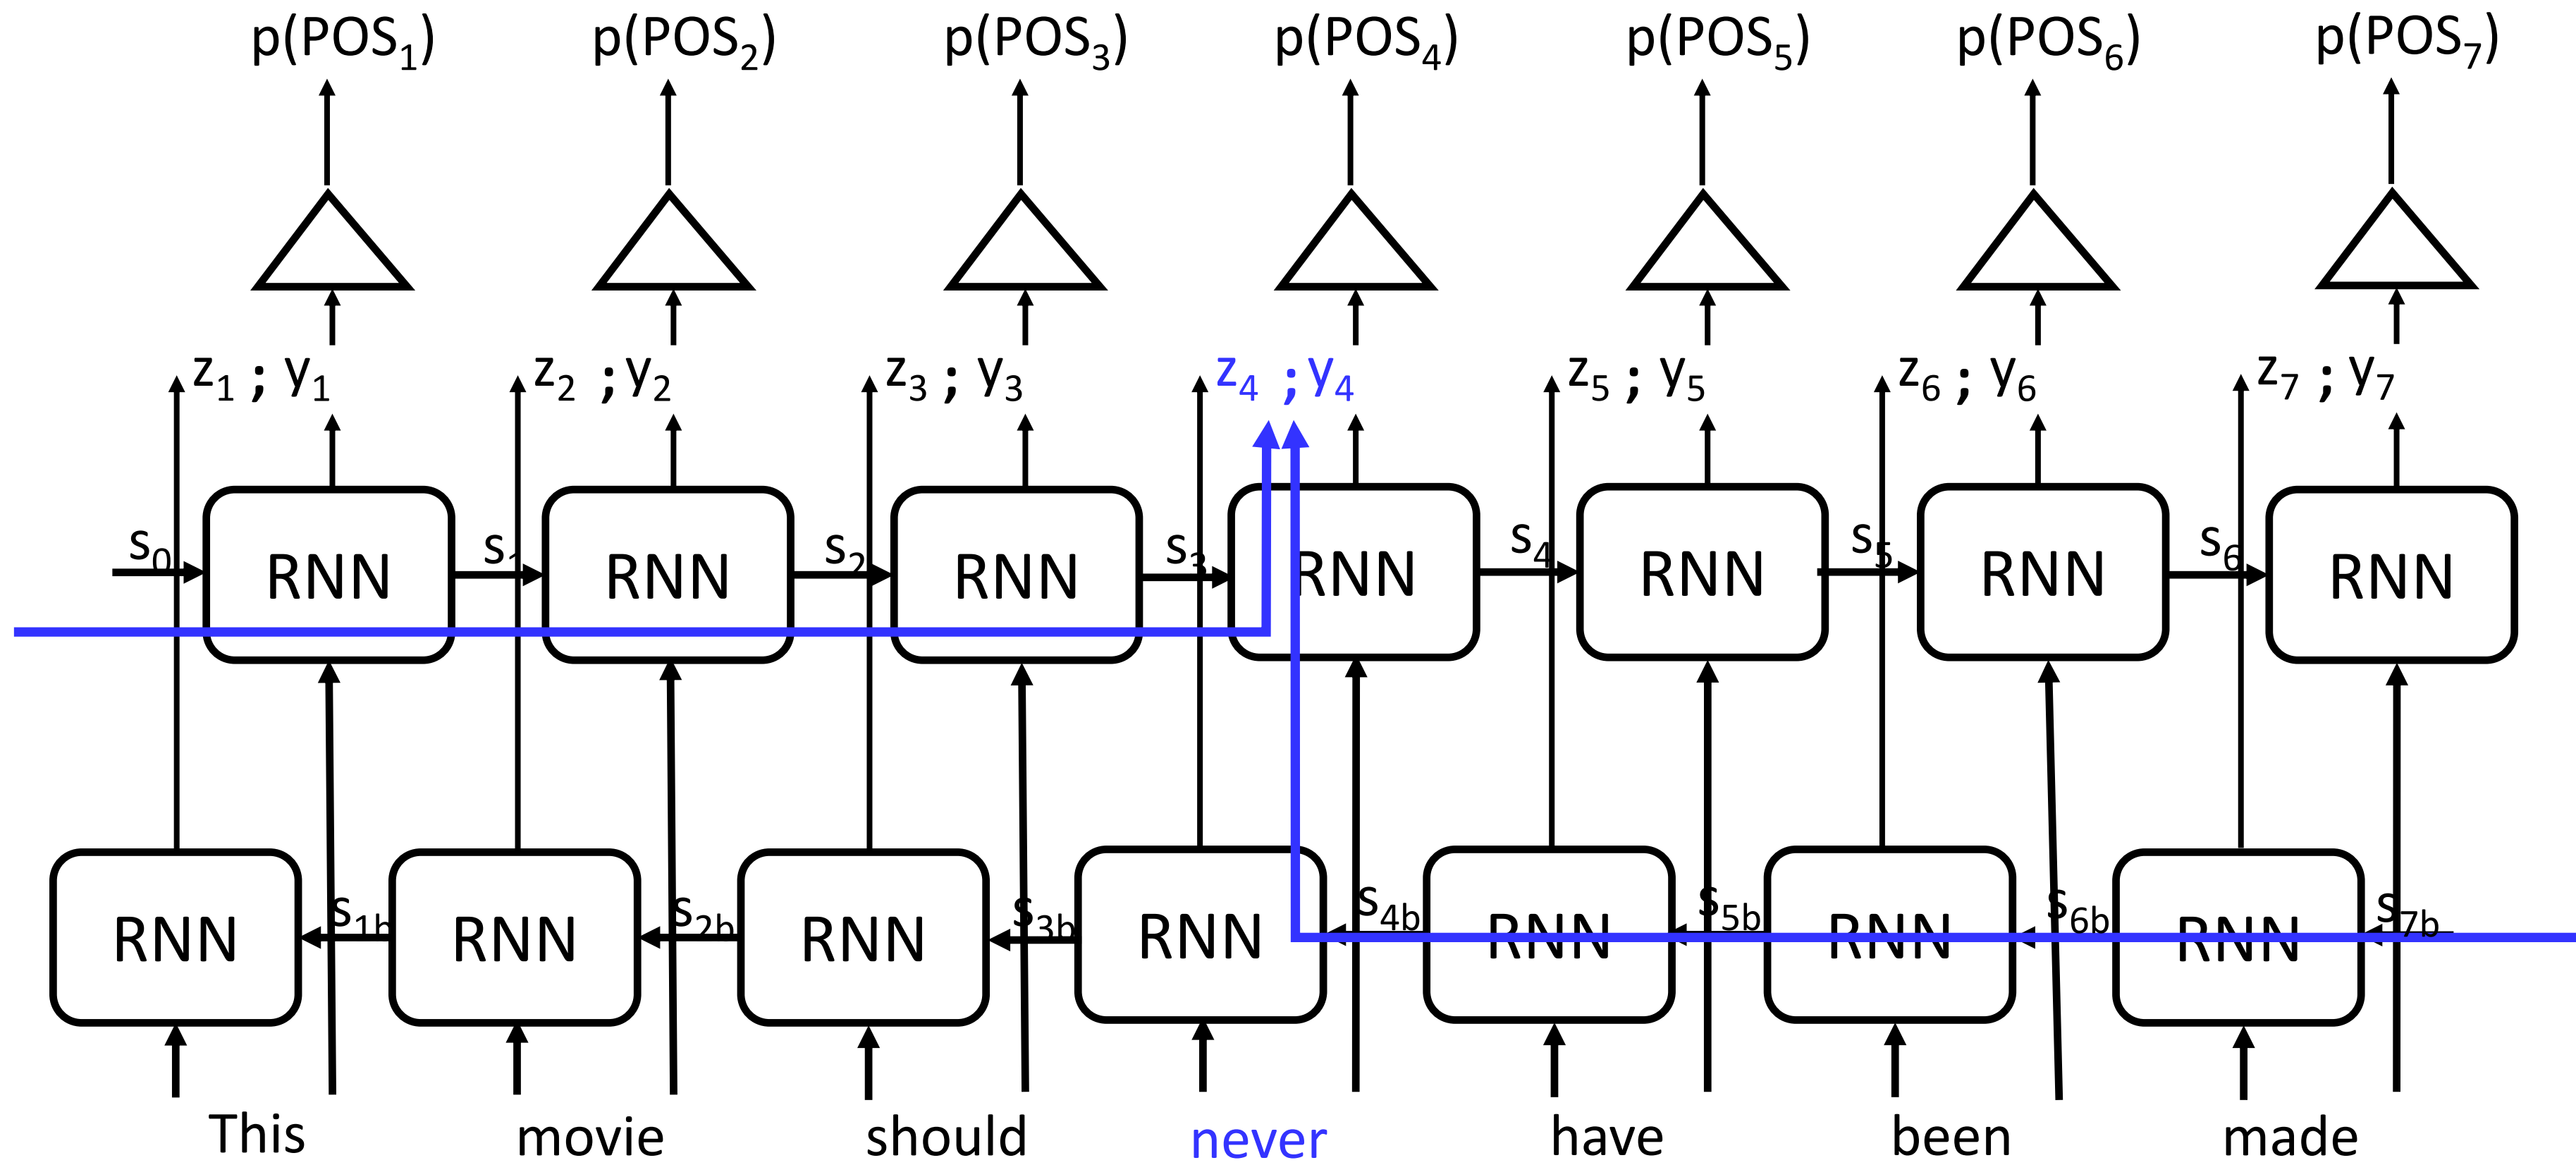 p(POS₁) p(POS₂) p(POS₃) p(POS₄) p(POS₅) p(POS₆) p(POS₇)
z₁ ; y₁ z₂ ; y₂ z₃ ; y₃ z₄ ; y₄ z₅ ; y₅ z₆ ; y₆ z₇ ; y₇
s₀ RNN s₁ RNN s₂ RNN s₃ RNN s₄ RNN s₅ RNN s₆ RNN
RNN s₁b RNN s₂b RNN s₃b RNN s₄b RNN s₅b RNN s₆b RNN s₇b
This movie should never have been made